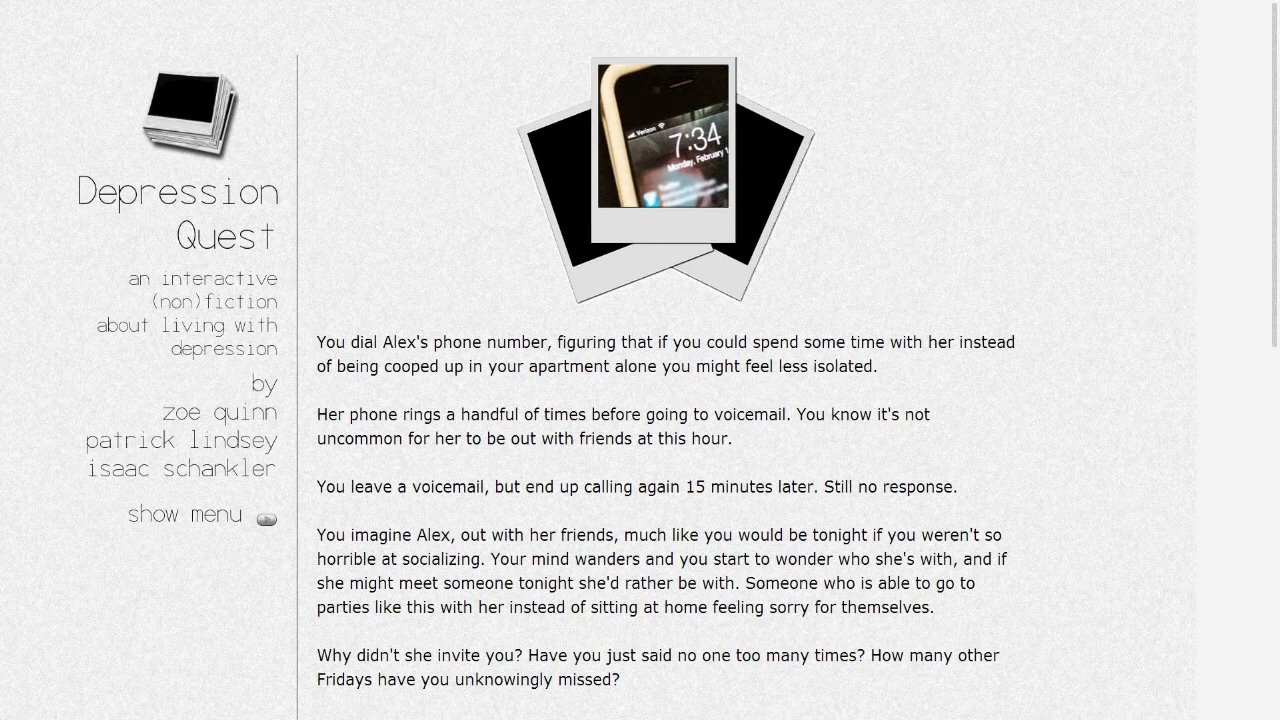 Depression
Quest
an interactive
(non)fiction
about living with
depression
by
zoe quinn
patrick lindsey
isaac schankler
show menu
Verizon
7:34
Monday, February 1
You dial Alex's phone number, figuring that if you could spend some time with her instead
of being cooped up in your apartment alone you might feel less isolated.
Her phone rings a handful of times before going to voicemail. You know it's not
uncommon for her to be out with friends at this hour.
You leave a voicemail, but end up calling again 15 minutes later. Still no response.
You imagine Alex, out with her friends, much like you would be tonight if you weren't so
horrible at socializing. Your mind wanders and you start to wonder who she's with, and if
she might meet someone tonight she'd rather be with. Someone who is able to go to
parties like this with her instead of sitting at home feeling sorry for themselves.
Why didn't she invite you? Have you just said no one too many times? How many other
Fridays have you unknowingly missed?